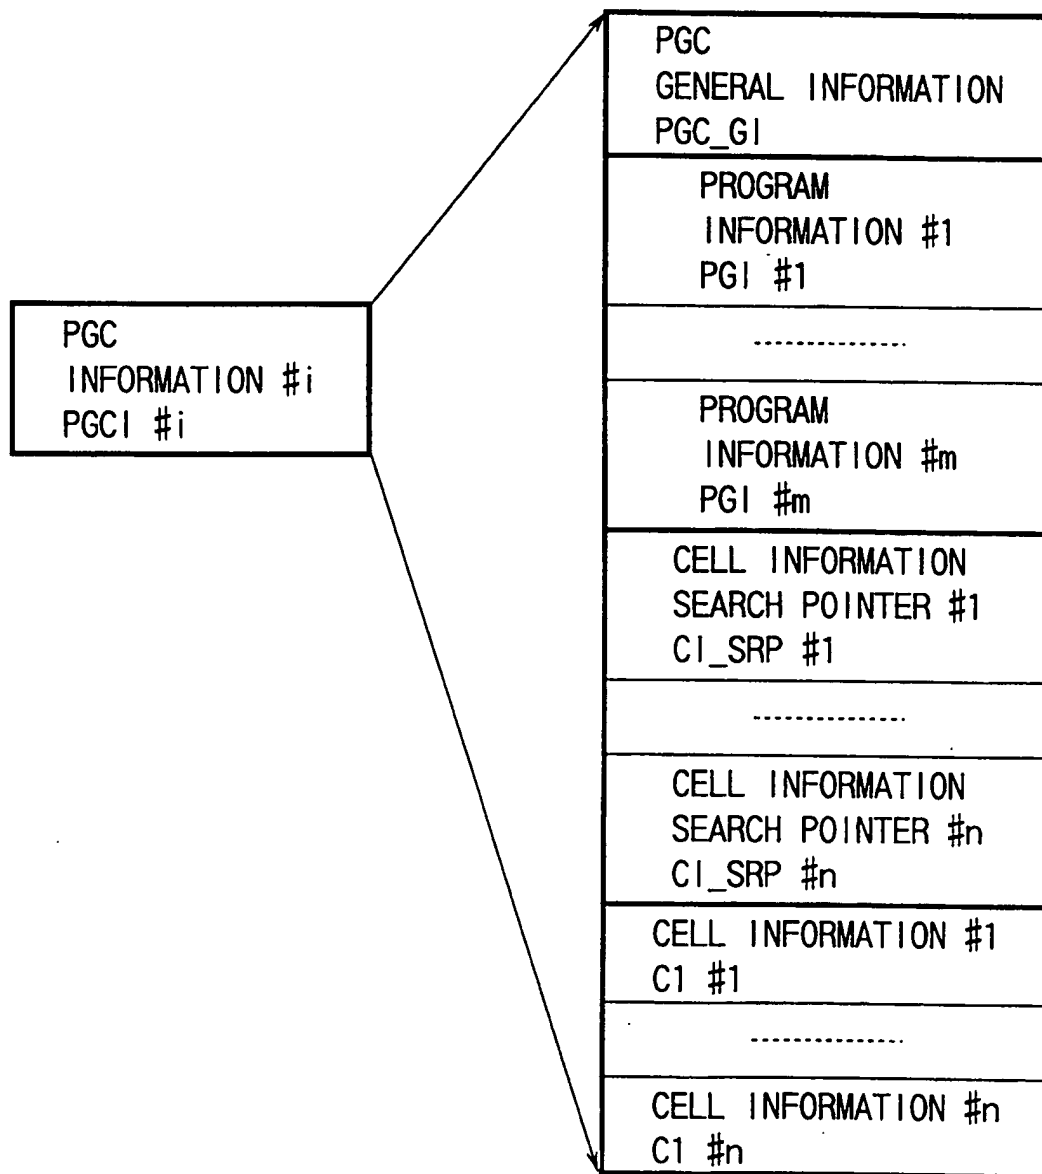 PGC
INFORMATION #i
PGCI #i
PGC
GENERAL INFORMATION
PGC_GI
PROGRAM
INFORMATION #1
PGI #1
PROGRAM
INFORMATION #m
PGI #m
CELL INFORMATION
SEARCH POINTER #1
CI_SRP #1
CELL INFORMATION
SEARCH POINTER #n
CI_SRP #n
CELL INFORMATION #1
C1 #1
CELL INFORMATION #n
C1 #n